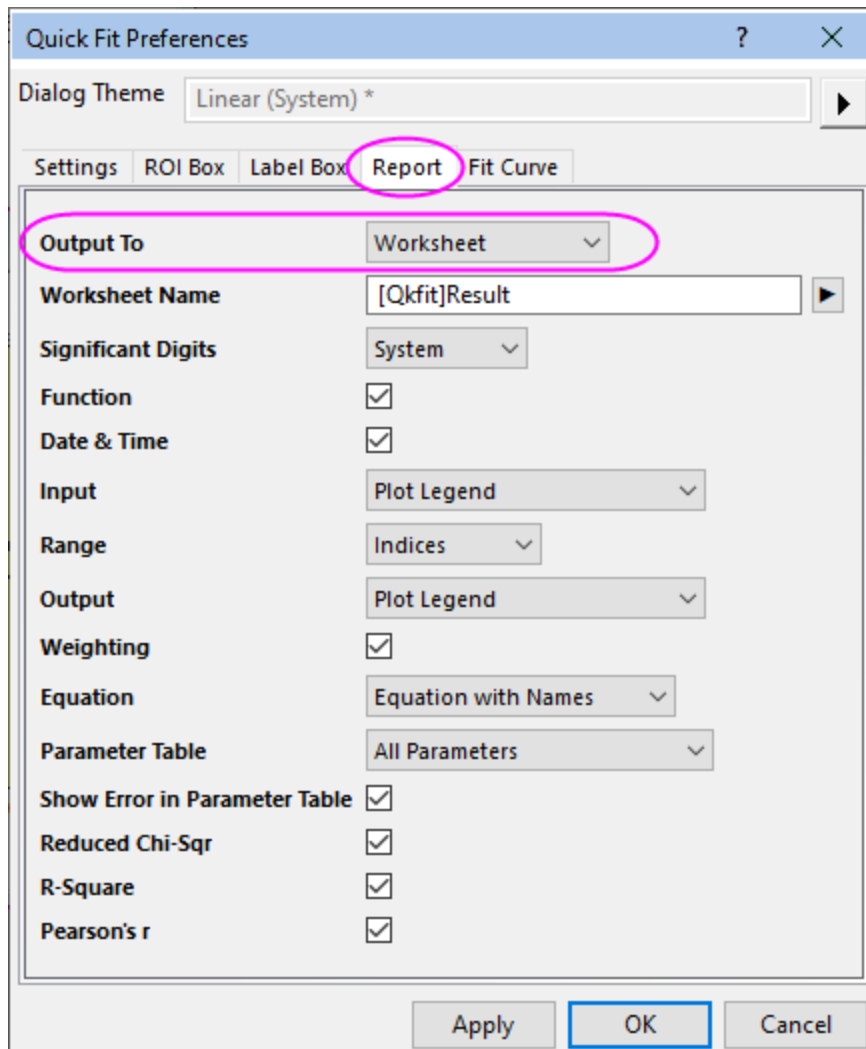 Quick Fit Preferences ?
Dialog Theme Linear (System) *
Settings ROI Box Label Box Report Fit Curve
Output To Worksheet
Worksheet Name [Qkfit]Result
Significant Digits System
Function
Date & Time
Input Plot Legend
Range Indices
Output Plot Legend
Weighting
Equation Equation with Names
Parameter Table All Parameters
Show Error in Parameter Table
Reduced Chi-Sqr
R-Square
Pearson's r
Apply OK Cancel